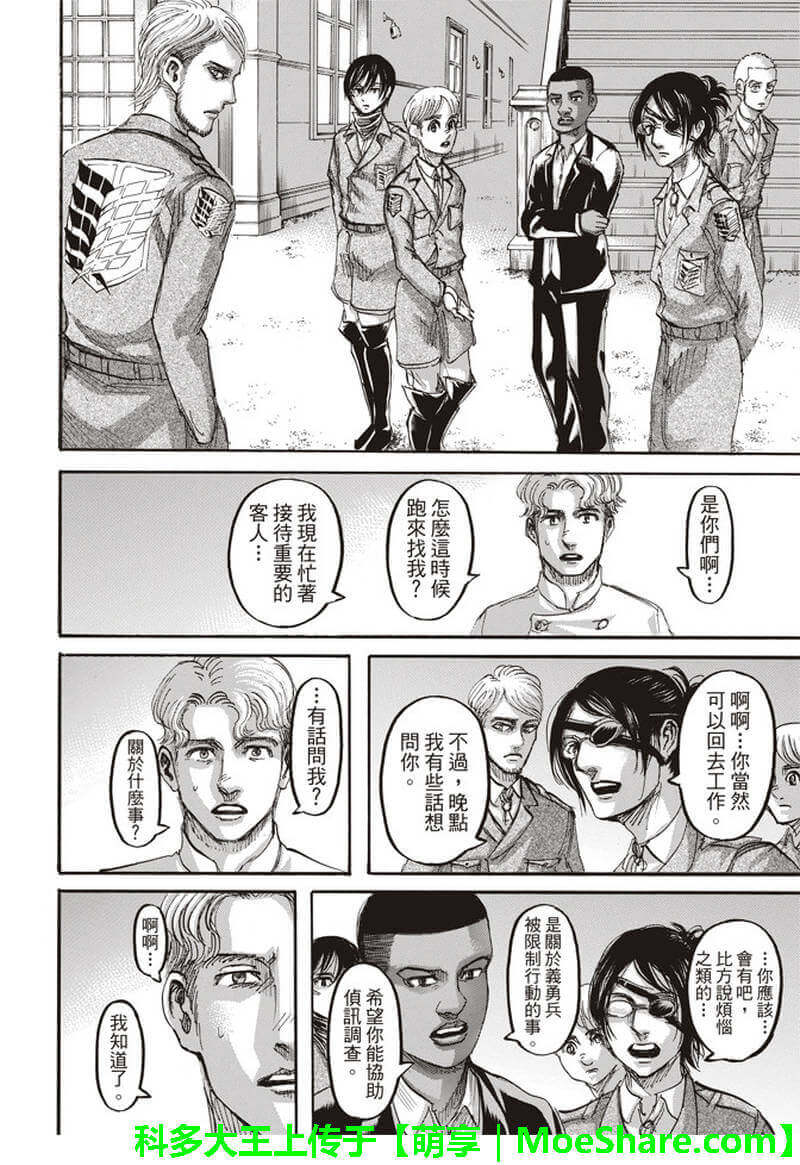 是你們啊…
怎麼這時候
跑來找我？
我現在忙著
接待重要的
客人…
啊啊…你當然
可以回去工作。
不過，晚點
我有些話想
問你。
…有話問我？
關於什麼事？
…你應該…
會有吧，
比方說煩惱
之類的…
是關於義勇兵
被限制行動的事。
希望你能協助
偵訊調查。
啊啊…
我知道了。
科多大王上传于【萌享 | MoeShare.com】